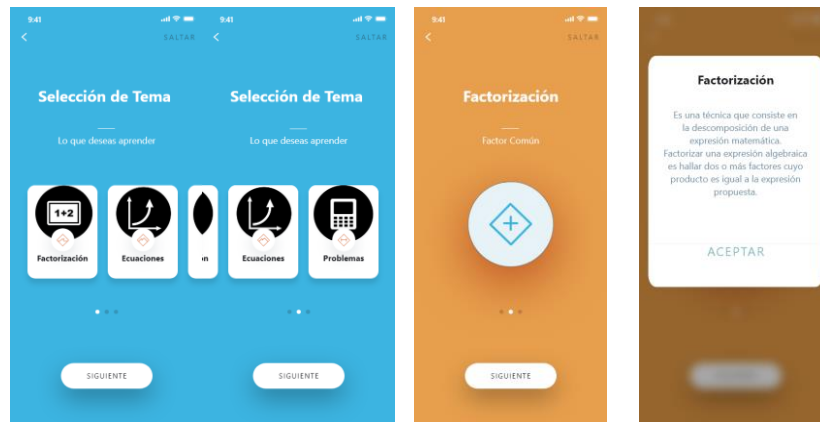 9:41
SALTAR
Selección de Tema
Lo que deseas aprender
1+2
Factorización
Ecuaciones
ón
SIGUIENTE
9:41
SALTAR
Selección de Tema
Lo que deseas aprender
Ecuaciones
Problemas
SIGUIENTE
9:41
SALTAR
Factorización
Factor Común
SIGUIENTE
Factorización
Es una técnica que consiste en
la descomposición de una
expresión matemática.
Factorizar una expresión algebraica
es hallar dos o más factores cuyo
producto es igual a la expresión
propuesta.
ACEPTAR